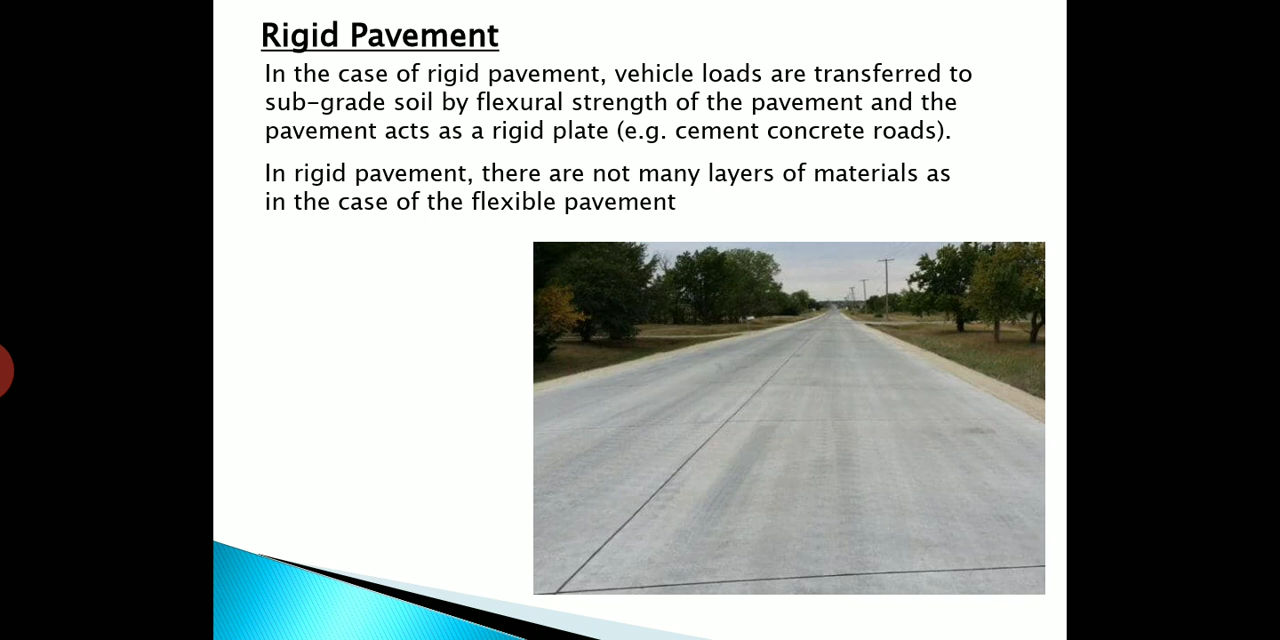 Rigid Pavement
In the case of rigid pavement, vehicle loads are transferred to
sub-grade soil by flexural strength of the pavement and the
pavement acts as a rigid plate (e.g. cement concrete roads).
In rigid pavement, there are not many layers of materials as
in the case of the flexible pavement